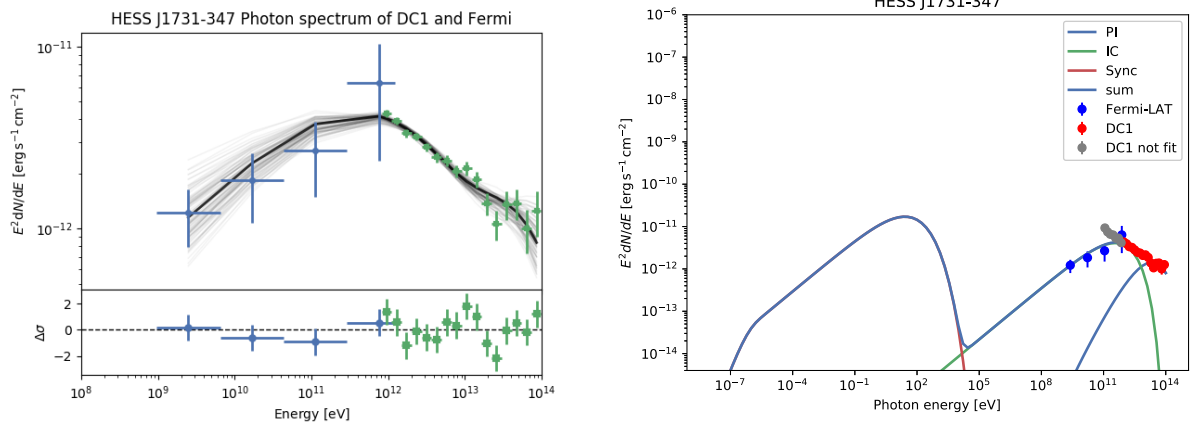 HESS J1731-347 Photon spectrum of DC1 and Fermi
10⁻¹¹
10⁻¹²
E²dN/dE [erg s⁻¹ cm⁻²]
2
0
−2
Δσ
10⁸ 10⁹ 10¹⁰ 10¹¹ 10¹² 10¹³ 10¹⁴
Energy [eV]
HESS J1731-347
10⁻⁶
10⁻⁷
10⁻⁸
10⁻⁹
10⁻¹⁰
10⁻¹¹
10⁻¹²
10⁻¹³
10⁻¹⁴
E²dN/dE [erg s⁻¹ cm⁻²]
PI
IC
Sync
sum
Fermi-LAT
DC1
DC1 not fit
10⁻⁷ 10⁻⁴ 10⁻¹ 10² 10⁵ 10⁸ 10¹¹ 10¹⁴
Photon energy [eV]